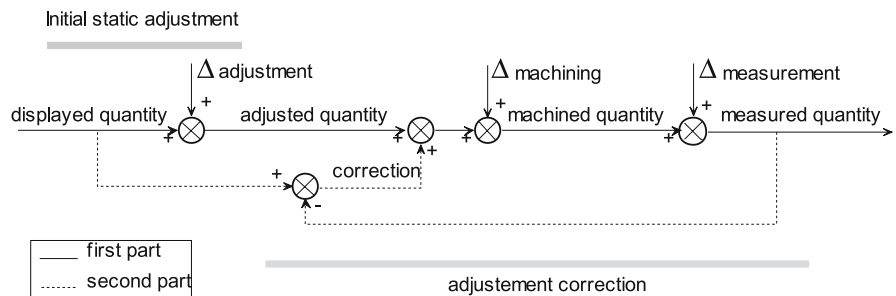 Initial static adjustment
Δ adjustment
Δ machining
Δ measurement
displayed quantity
adjusted quantity
machined quantity
measured quantity
+
+
+
+
+
+
+
+
+
correction
-
first part
second part
adjustement correction